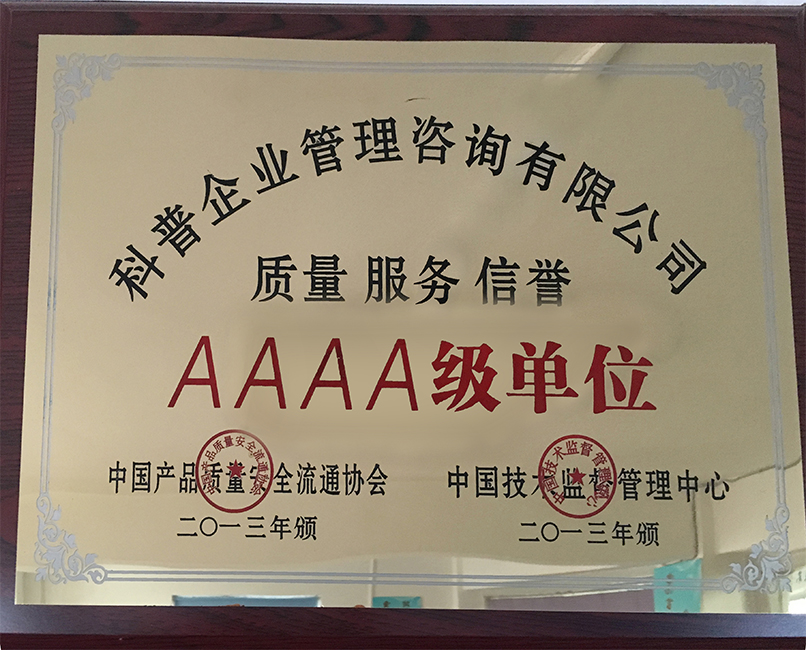 科普企业管理咨询有限公司
质量 服务 信誉
AAAA级单位
中国产品质量安全流通协会
二〇一三年颁
中国技术监督管理中心
二〇一三年颁